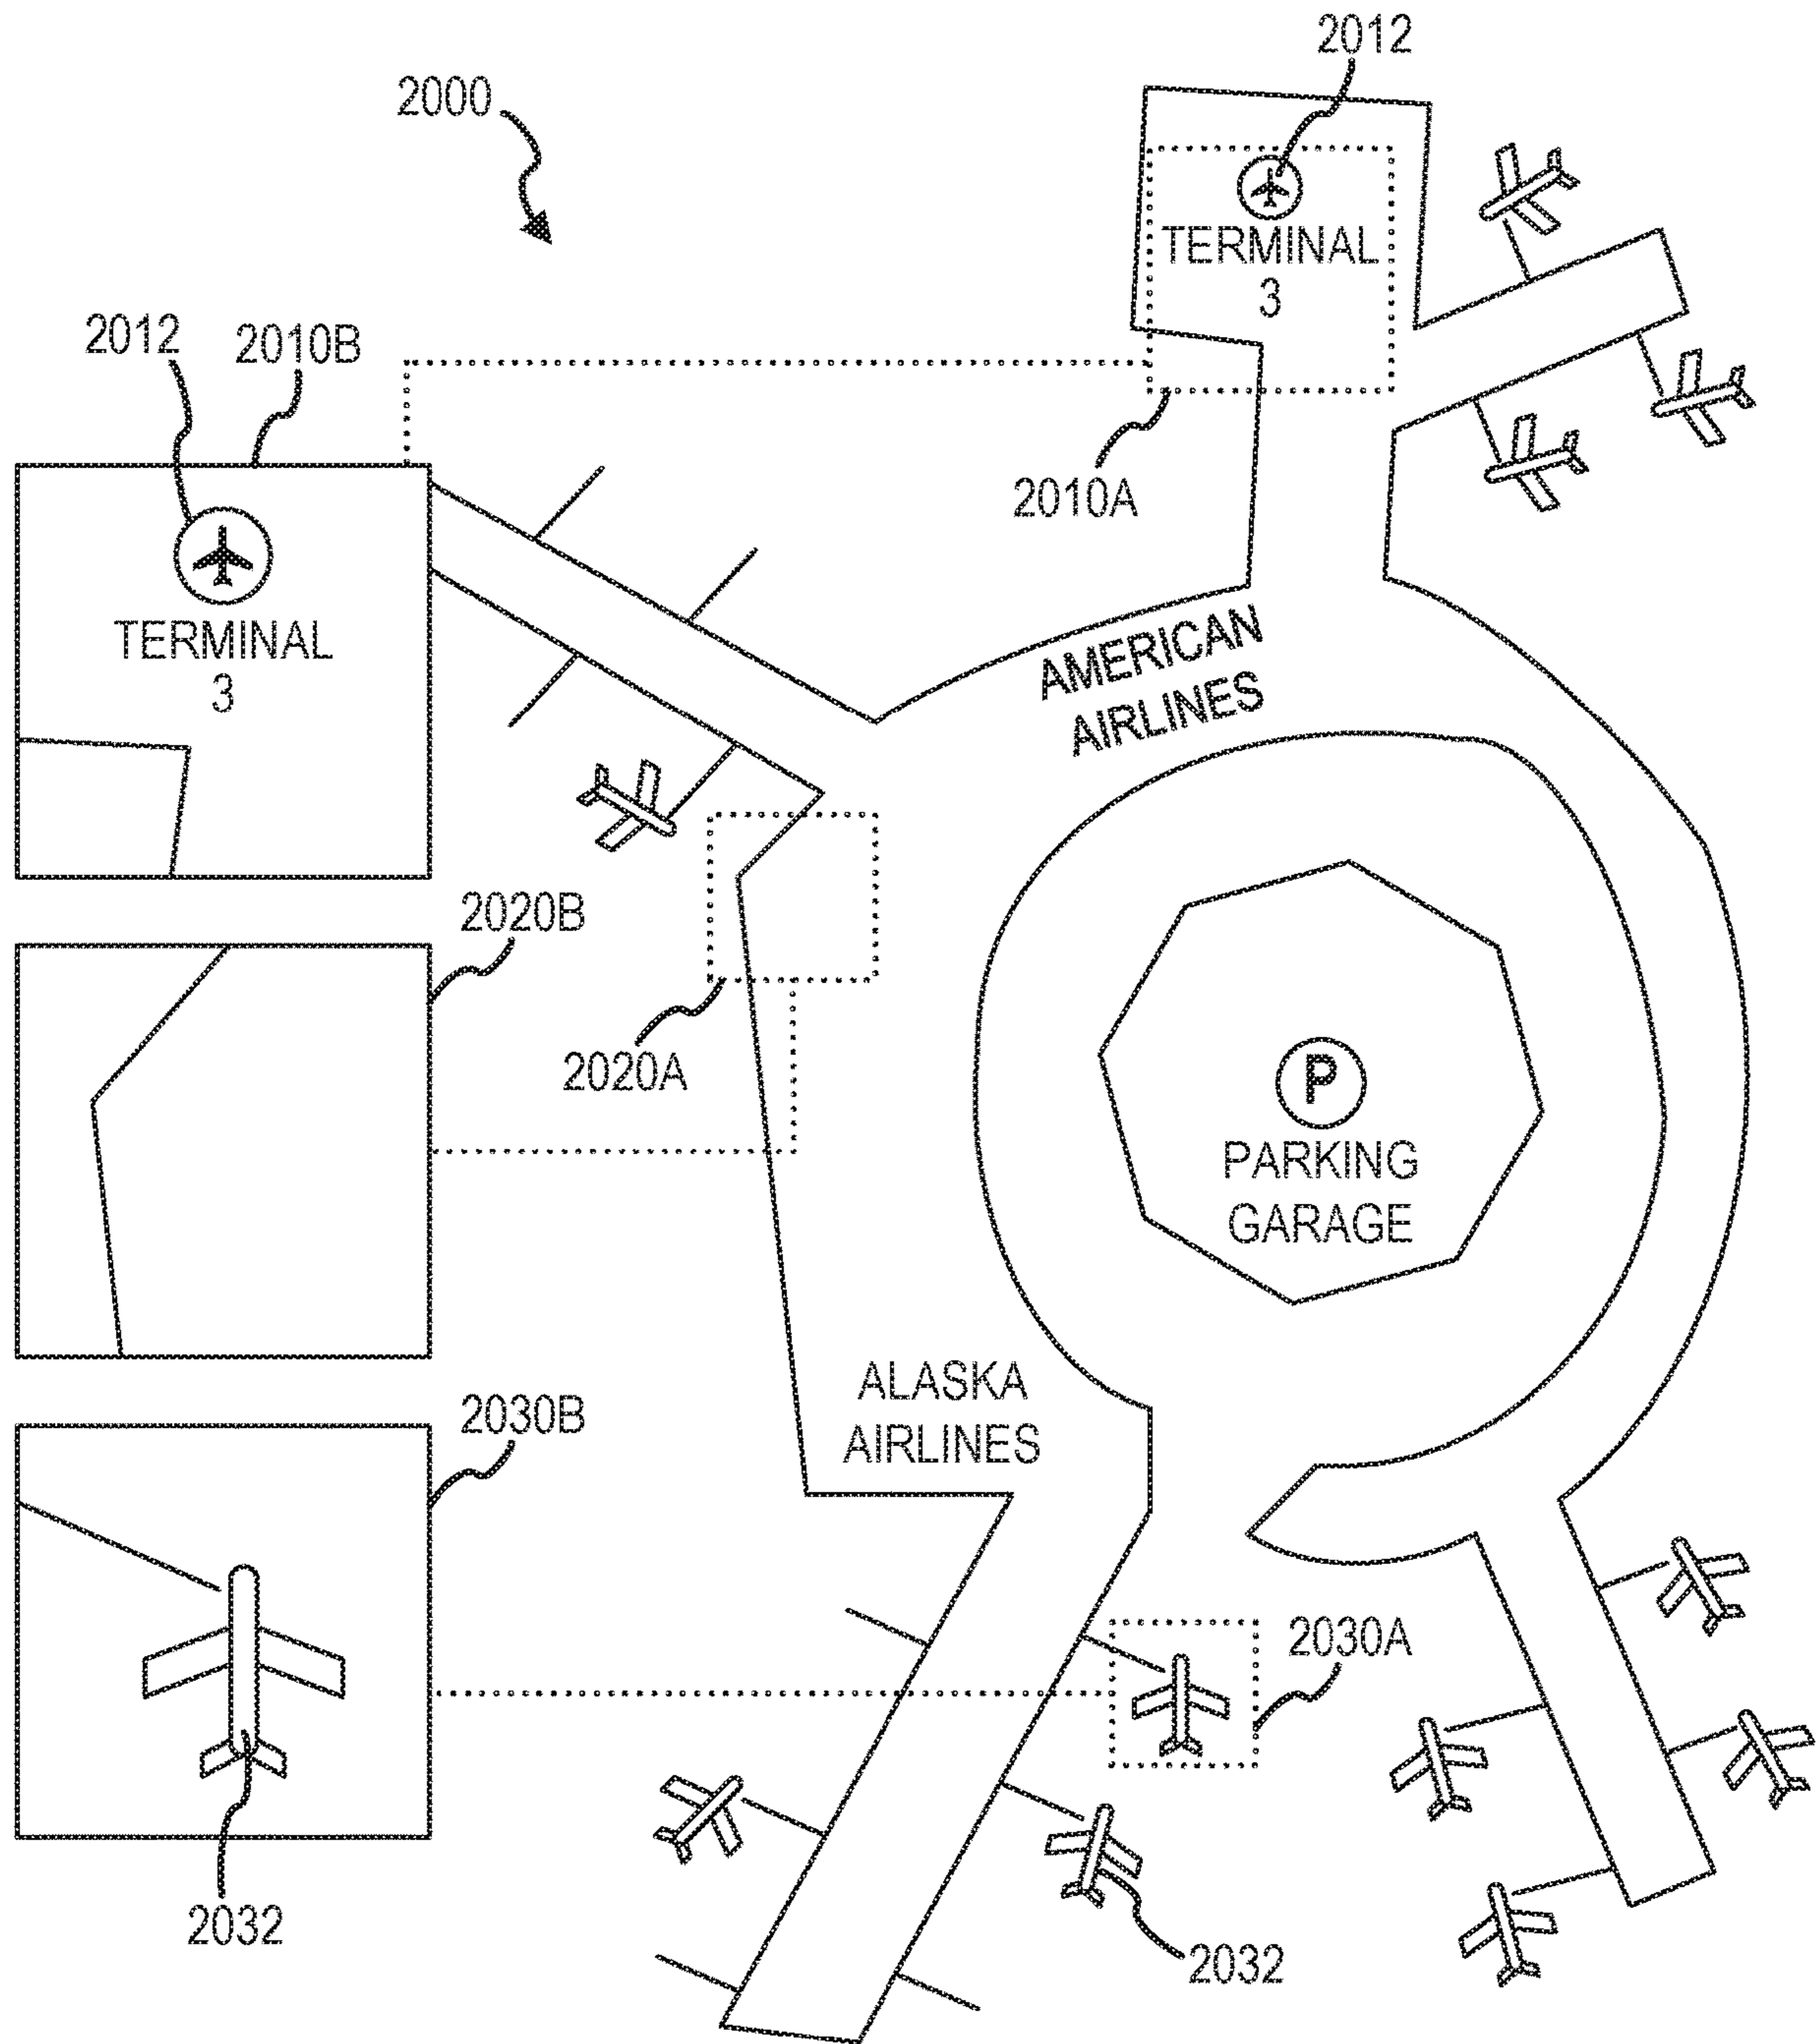 2012
2000
TERMINAL
3
2012
2010B
2010A
TERMINAL
3
AMERICAN
AIRLINES
2020B
2020A
P
PARKING
GARAGE
ALASKA
AIRLINES
2030B
2030A
2032
2032